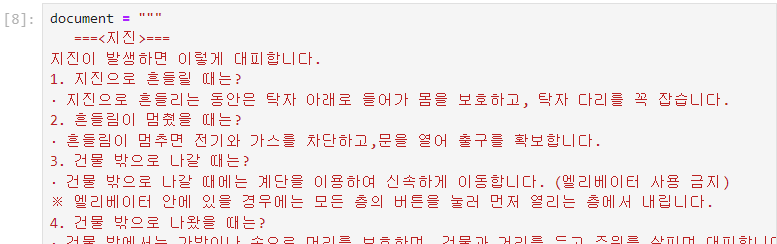 [8]: document = """
===<지진>===
지진이 발생하면 이렇게 대피합니다.
1. 지진으로 흔들릴 때는?
· 지진으로 흔들리는 동안은 탁자 아래로 들어가 몸을 보호하고, 탁자 다리를 꼭 잡습니다.
2. 흔들림이 멈췄을 때는?
· 흔들림이 멈추면 전기와 가스를 차단하고,문을 열어 출구를 확보합니다.
3. 건물 밖으로 나갈 때는?
· 건물 밖으로 나갈 때에는 계단을 이용하여 신속하게 이동합니다. (엘리베이터 사용 금지)
※ 엘리베이터 안에 있을 경우에는 모든 층의 버튼을 눌러 먼저 열리는 층에서 내립니다.
4. 건물 밖으로 나왔을 때는?
· 건물 밖에서는 가방이나 손으로 머리를 보호하며, 건물과 거리를 두고 주위를 살피며 대피합니다